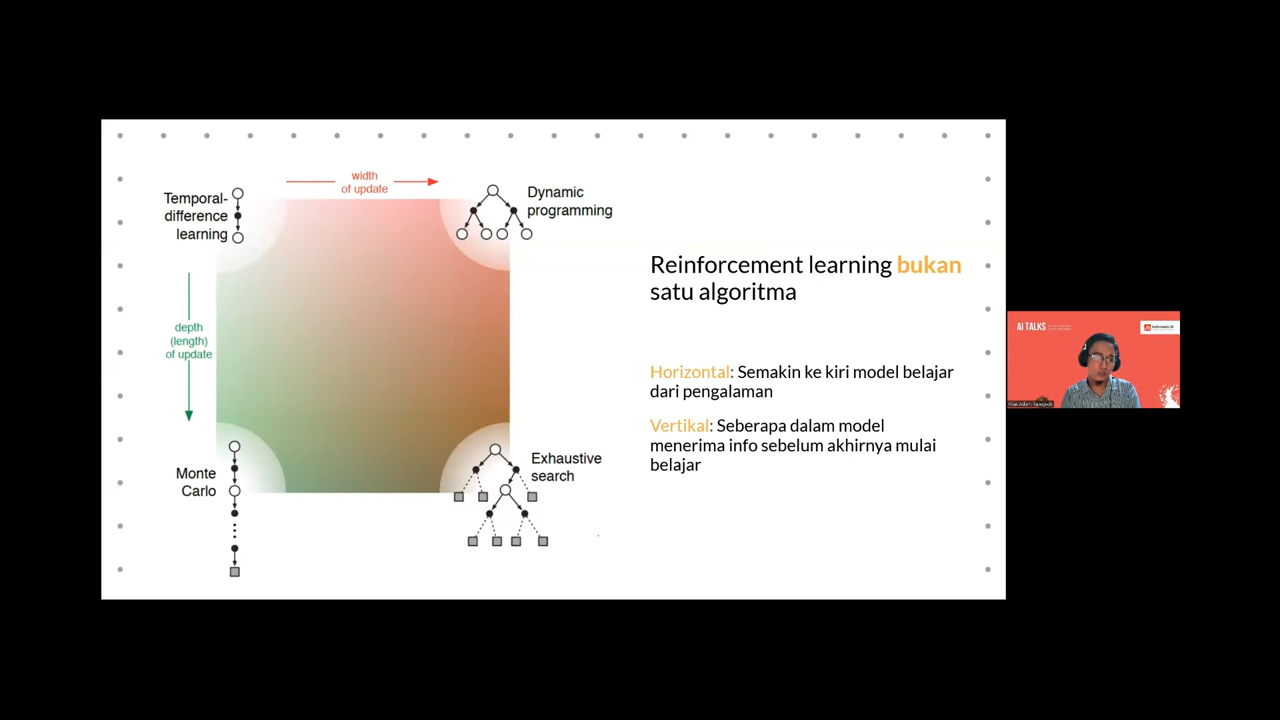 width
of update
Temporal-
difference
learning
Dynamic
programming
depth
(length)
of update
Monte
Carlo
Exhaustive
search
Reinforcement learning bukan
satu algoritma
Horizontal: Semakin ke kiri model belajar
dari pengalaman
Vertikal: Seberapa dalam model
menerima info sebelum akhirnya mulai
belajar
AI TALKS
Indonesia AI